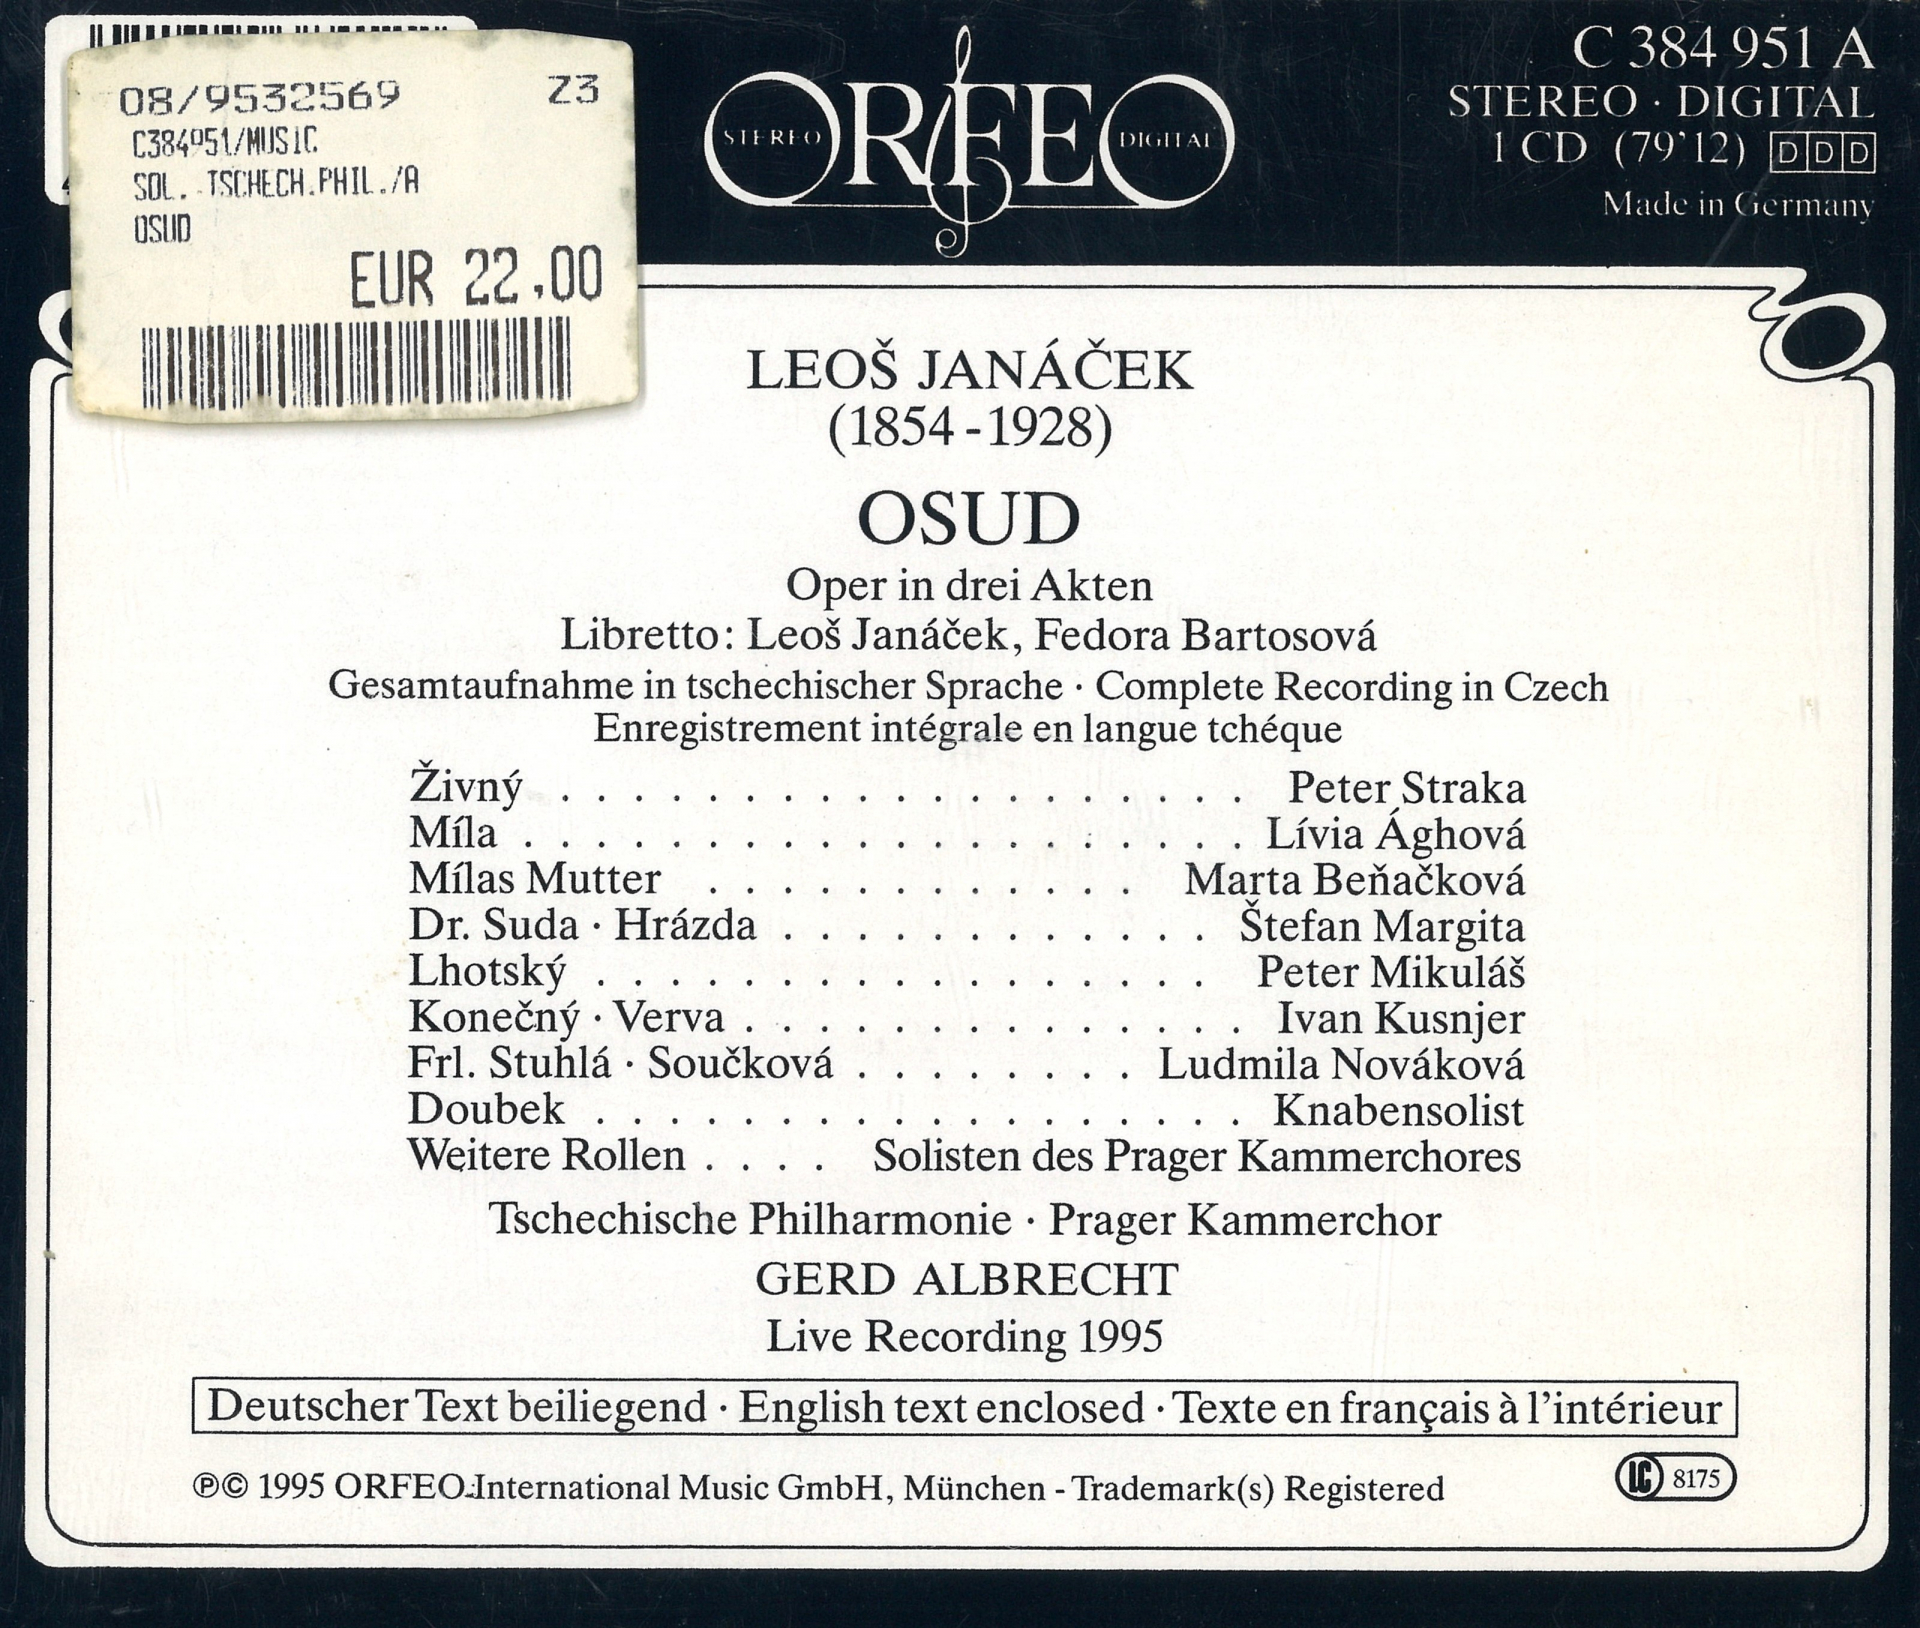 08/9532569 Z3
C384951/MUSIC
SOL. TSCHECH.PHIL./A
OSUD
EUR 22,00
STEREO ORFEO DIGITAL
C 384 951 A
STEREO · DIGITAL
1 CD (79'12) DDD
Made in Germany
LEOŠ JANÁČEK
(1854 - 1928)
OSUD
Oper in drei Akten
Libretto: Leoš Janáček, Fedora Bartosová
Gesamtaufnahme in tschechischer Sprache · Complete Recording in Czech
Enregistrement intégrale en langue tchéque
Živný . . . . . . . . . . . . . . . . . . . Peter Straka
Míla . . . . . . . . . . . . . . . . . . . . Lívia Ághová
Mílas Mutter . . . . . . . . . . . . Marta Beňačková
Dr. Suda · Hrázda . . . . . . . . . . . . Štefan Margita
Lhotský . . . . . . . . . . . . . . . . . Peter Mikuláš
Konečný · Verva . . . . . . . . . . . . . . Ivan Kusnjer
Frl. Stuhlá · Součková . . . . . . . . Ludmila Nováková
Doubek . . . . . . . . . . . . . . . . . . Knabensolist
Weitere Rollen . . . . Solisten des Prager Kammerchores
Tschechische Philharmonie · Prager Kammerchor
GERD ALBRECHT
Live Recording 1995
Deutscher Text beiliegend · English text enclosed · Texte en français à l'intérieur
℗© 1995 ORFEO International Music GmbH, München - Trademark(s) Registered
LC 8175